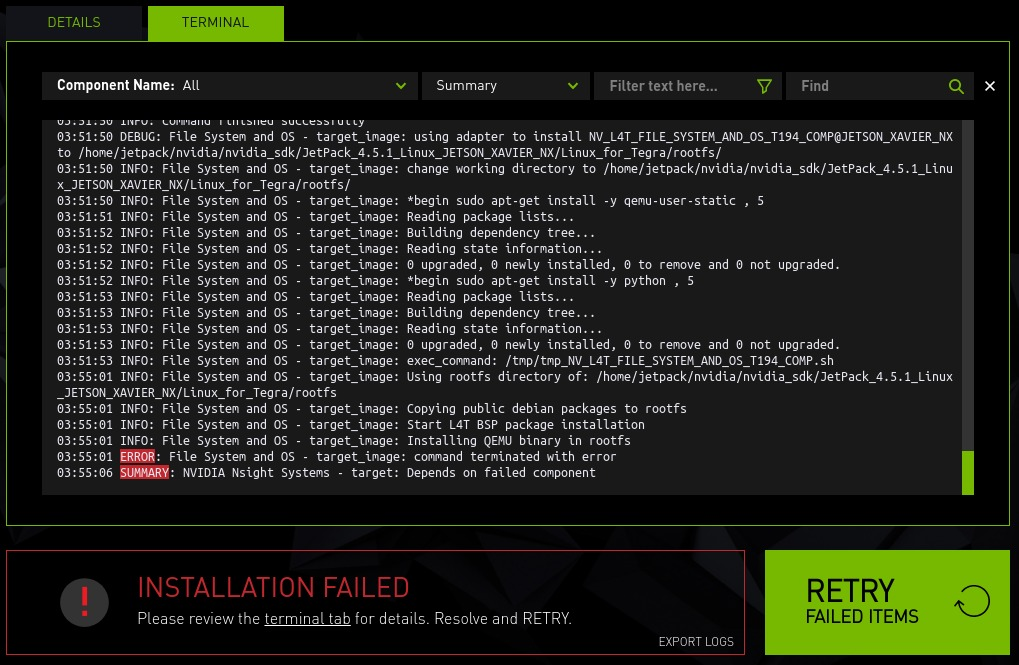 DETAILS
TERMINAL
Component Name: All
Summary
Filter text here...
Find
03:51:50 INFO: command finished successfully
03:51:50 DEBUG: File System and OS - target_image: using adapter to install NV_L4T_FILE_SYSTEM_AND_OS_T194_COMP@JETSON_XAVIER_NX
to /home/jetpack/nvidia/nvidia_sdk/JetPack_4.5.1_Linux_JETSON_XAVIER_NX/Linux_for_Tegra/rootfs/
03:51:50 INFO: File System and OS - target_image: change working directory to /home/jetpack/nvidia/nvidia_sdk/JetPack_4.5.1_Linu
x_JETSON_XAVIER_NX/Linux_for_Tegra/rootfs/
03:51:50 INFO: File System and OS - target_image: *begin sudo apt-get install -y qemu-user-static , 5
03:51:51 INFO: File System and OS - target_image: Reading package lists...
03:51:52 INFO: File System and OS - target_image: Building dependency tree...
03:51:52 INFO: File System and OS - target_image: Reading state information...
03:51:52 INFO: File System and OS - target_image: 0 upgraded, 0 newly installed, 0 to remove and 0 not upgraded.
03:51:52 INFO: File System and OS - target_image: *begin sudo apt-get install -y python , 5
03:51:53 INFO: File System and OS - target_image: Reading package lists...
03:51:53 INFO: File System and OS - target_image: Building dependency tree...
03:51:53 INFO: File System and OS - target_image: Reading state information...
03:51:53 INFO: File System and OS - target_image: 0 upgraded, 0 newly installed, 0 to remove and 0 not upgraded.
03:51:53 INFO: File System and OS - target_image: exec_command: /tmp/tmp_NV_L4T_FILE_SYSTEM_AND_OS_T194_COMP.sh
03:55:01 INFO: File System and OS - target_image: Using rootfs directory of: /home/jetpack/nvidia/nvidia_sdk/JetPack_4.5.1_Linux
_JETSON_XAVIER_NX/Linux_for_Tegra/rootfs
03:55:01 INFO: File System and OS - target_image: Copying public debian packages to rootfs
03:55:01 INFO: File System and OS - target_image: Start L4T BSP package installation
03:55:01 INFO: File System and OS - target_image: Installing QEMU binary in rootfs
03:55:01 ERROR: File System and OS - target_image: command terminated with error
03:55:06 SUMMARY: NVIDIA Nsight Systems - target: Depends on failed component
INSTALLATION FAILED
Please review the terminal tab for details. Resolve and RETRY.
EXPORT LOGS
RETRY
FAILED ITEMS